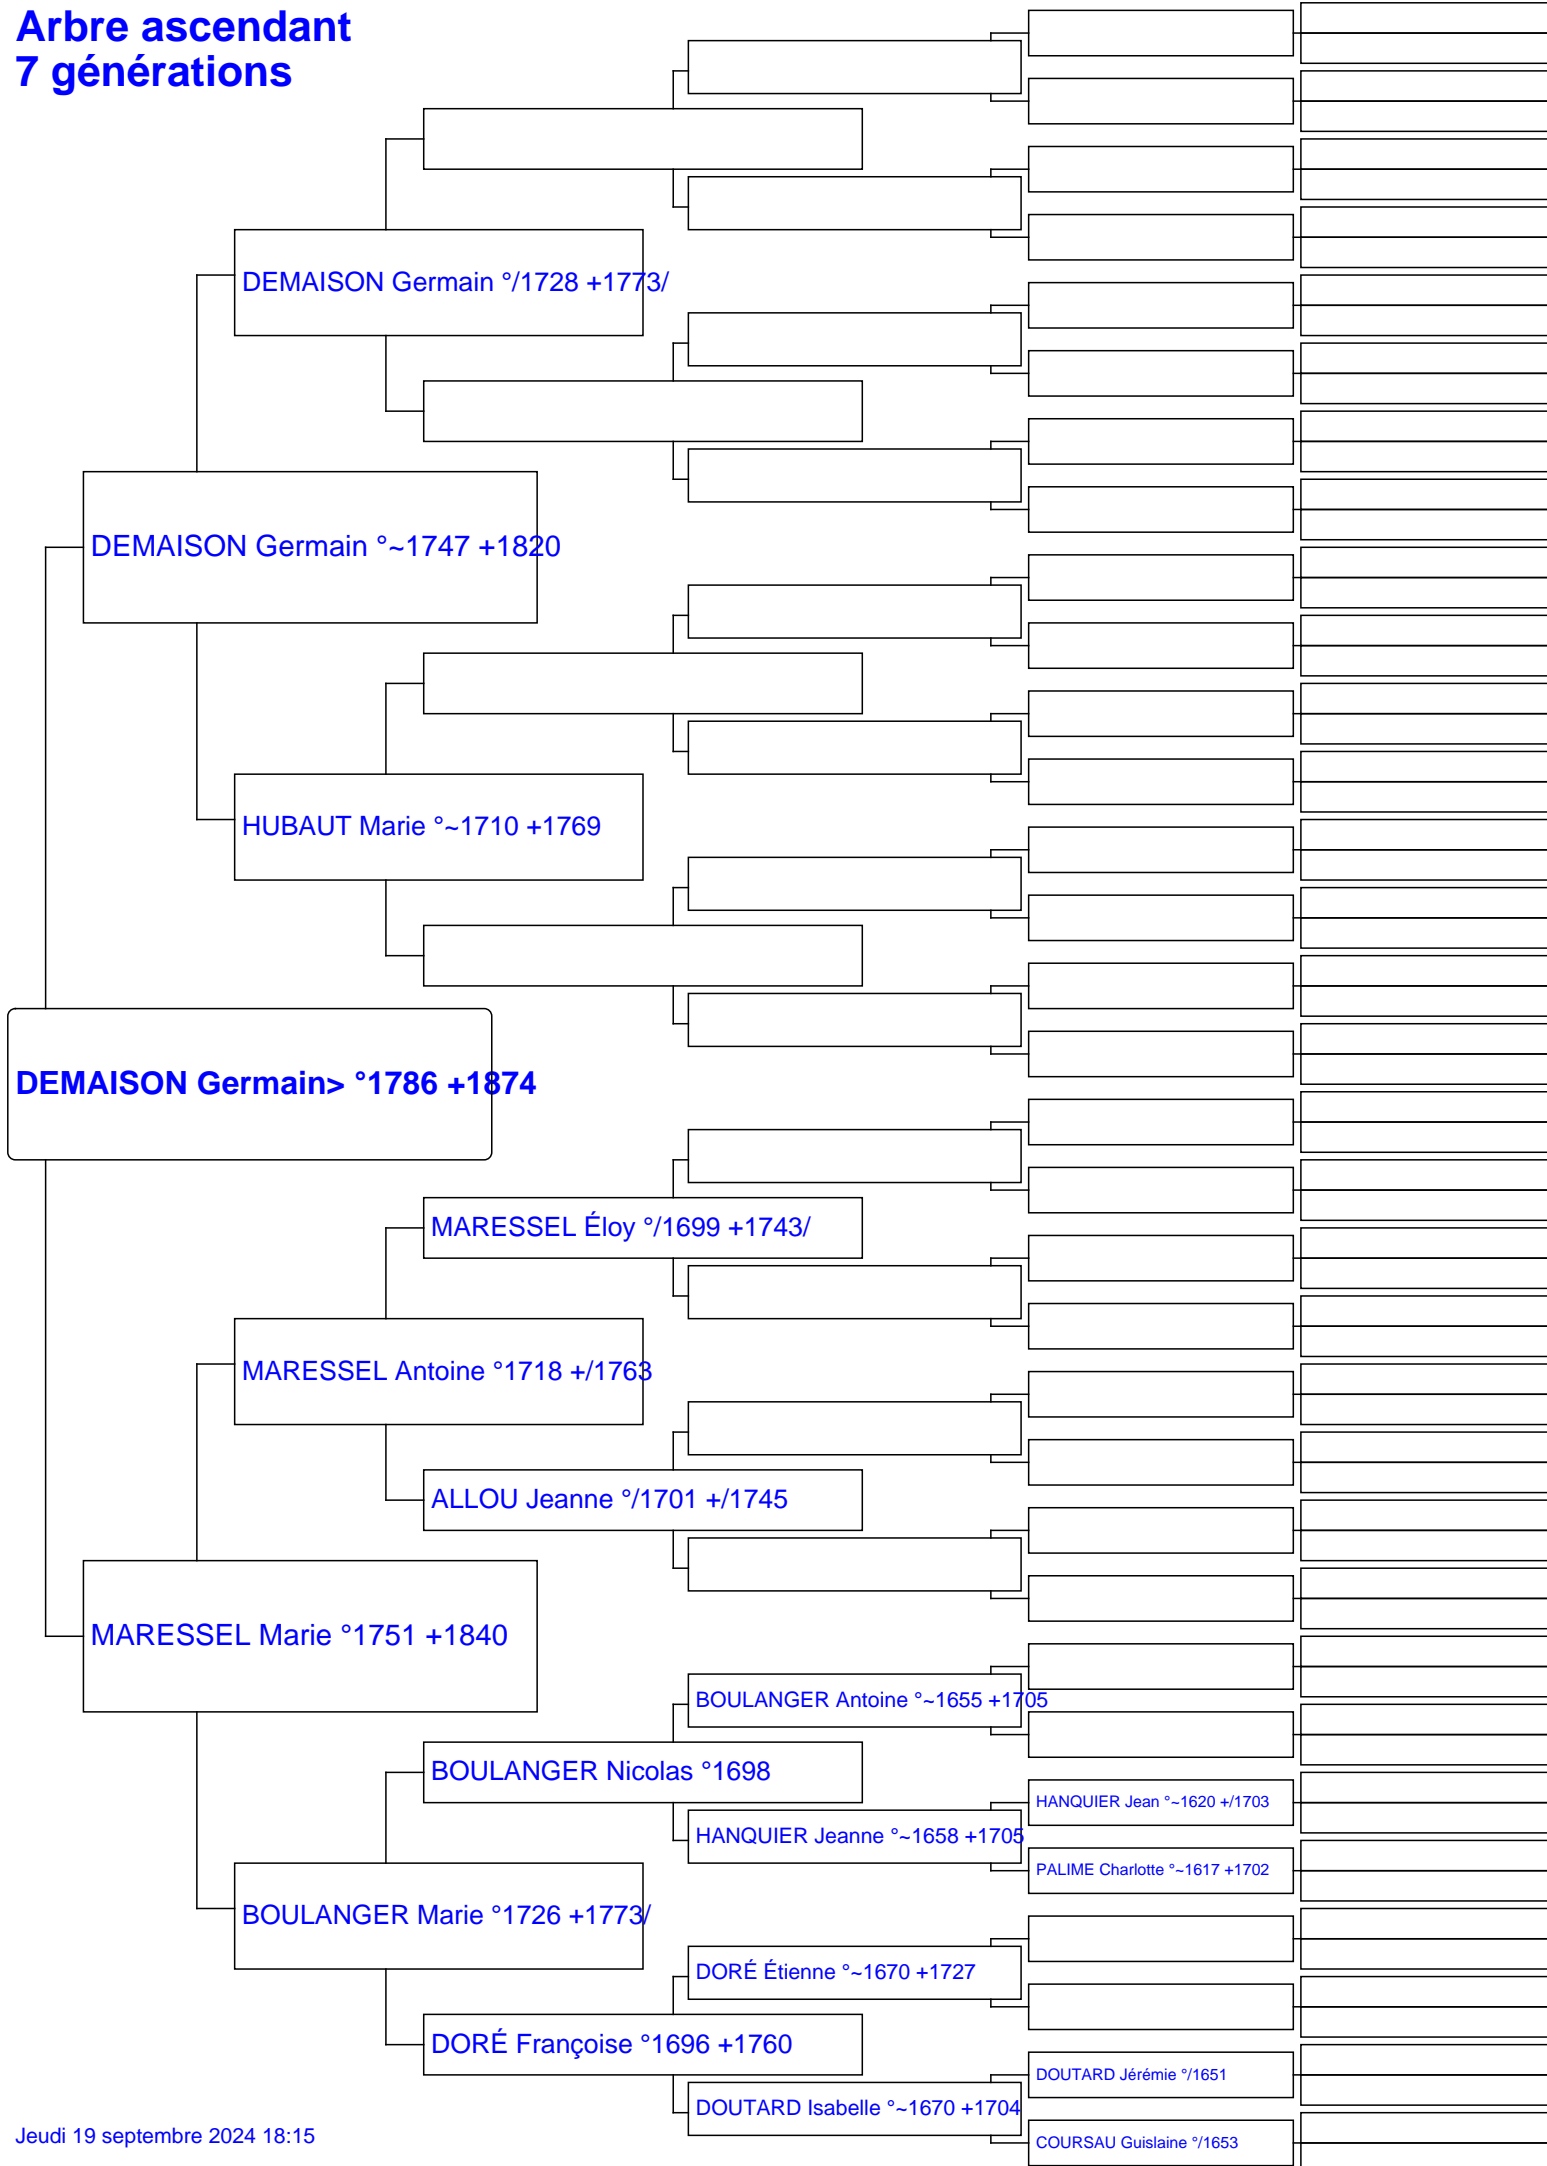 Arbre ascendant
7 générations
DEMAISON Germain °/1728 +1773/
DEMAISON Germain °~1747 +1820
HUBAUT Marie °~1710 +1769
DEMAISON Germain> °1786 +1874
MARESSEL Éloy °/1699 +1743/
MARESSEL Antoine °1718 +/1763
ALLOU Jeanne °/1701 +/1745
MARESSEL Marie °1751 +1840
BOULANGER Antoine °~1655 +1705
BOULANGER Nicolas °1698
HANQUIER Jean °~1620 +/1703
HANQUIER Jeanne °~1658 +1705
PALIME Charlotte °~1617 +1702
BOULANGER Marie °1726 +1773/
DORÉ Étienne °~1670 +1727
DORÉ Françoise °1696 +1760
DOUTARD Jérémie °/1651
DOUTARD Isabelle °~1670 +1704
COURSAU Guislaine °/1653
Jeudi 19 septembre 2024 18:15